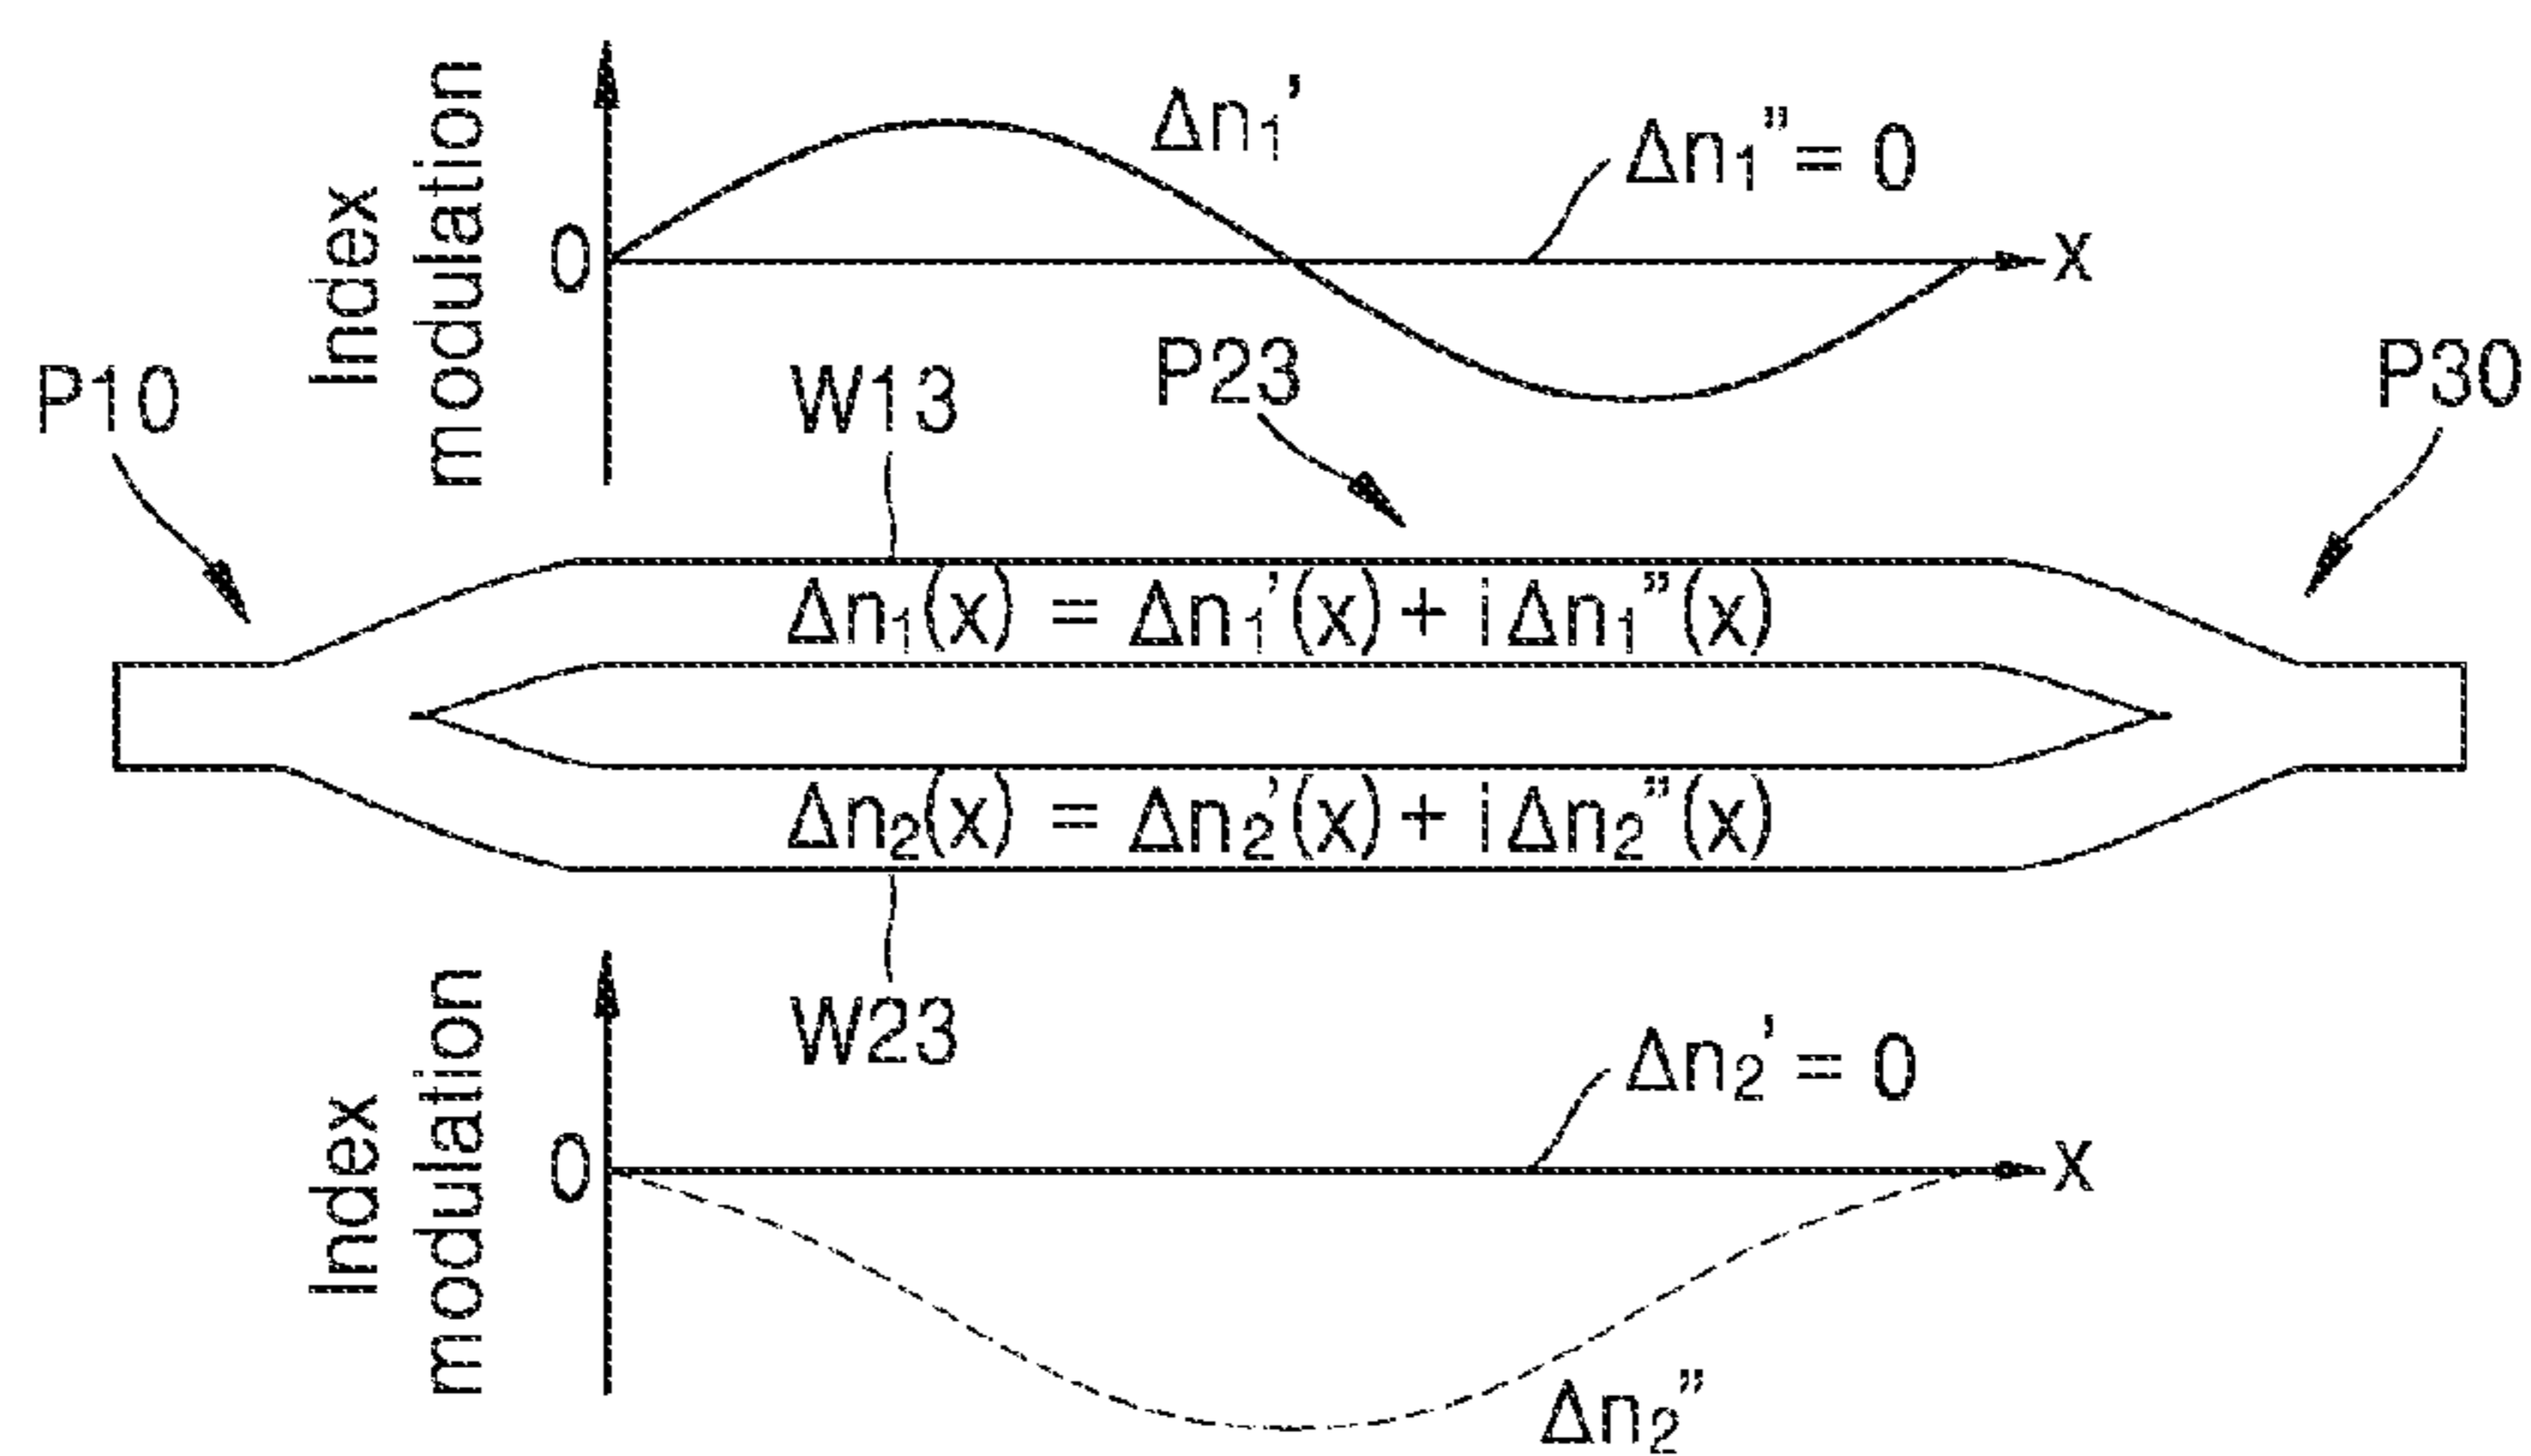 Index
modulation
0
Δn₁’
Δn₁” = 0
x
P10
W13
P23
P30
Δn₁(x) = Δn₁’(x) + iΔn₁”(x)
Δn₂(x) = Δn₂’(x) + iΔn₂”(x)
W23
Index
modulation
0
Δn₂’ = 0
x
Δn₂”